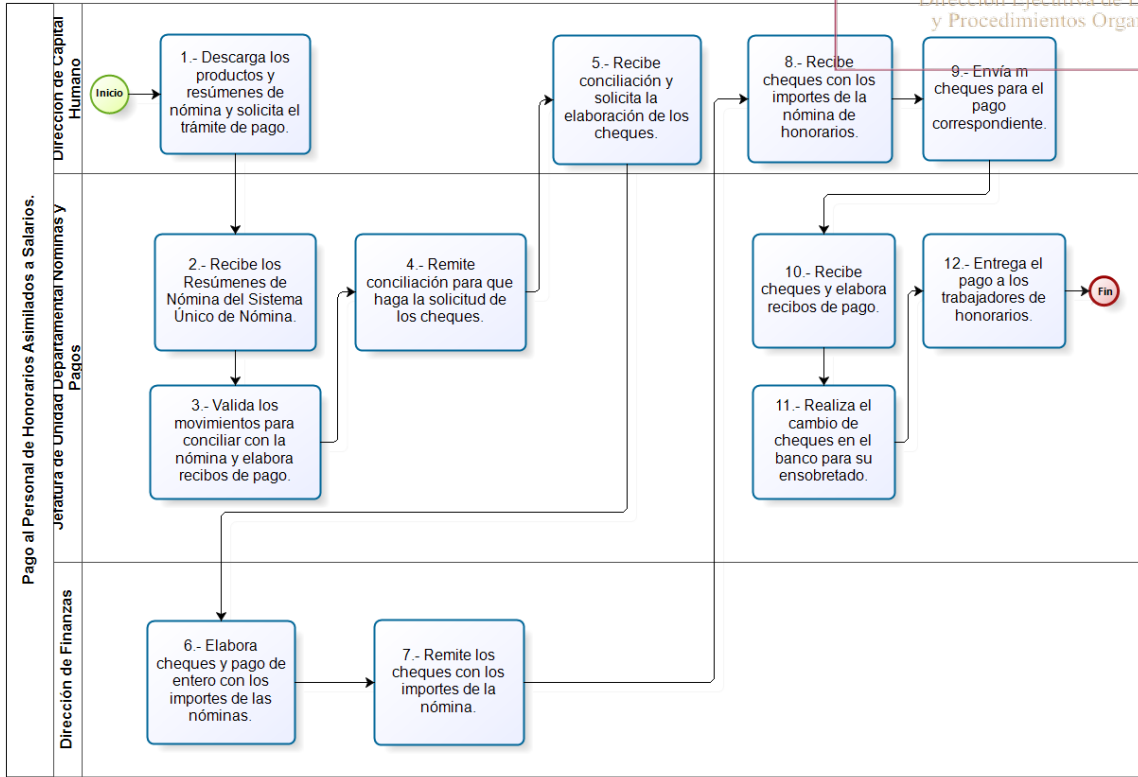 Dirección Ejecutiva de
y Procedimientos
Pago al Personal de Honorarios Asimilados a Salarios.
Dirección de Capital
Humano
Inicio
1.- Descarga los
productos y
resúmenes de
nómina y solicita el
trámite de pago.
5.- Recibe
conciliación y
solicita la
elaboración de los
cheques.
8.- Recibe
cheques con los
importes de la
nómina de
honorarios.
9.- Envía m
cheques para el
pago
correspondiente.
Jefatura de Unidad Departamental Nominas y
Pagos
2.- Recibe los
Resúmenes de
Nómina del Sistema
Único de Nómina.
4.- Remite
conciliación para que
haga la solicitud de
los cheques.
10.- Recibe
cheques y elabora
recibos de pago.
12.- Entrega el
pago a los
trabajadores de
honorarios.
Fin
3.- Valida los
movimientos para
conciliar con la
nómina y elabora
recibos de pago.
11.- Realiza el
cambio de
cheques en el
banco para su
ensobretado.
Dirección de Finanzas
6.- Elabora
cheques y pago de
entero con los
importes de las
nóminas.
7.- Remite los
cheques con los
importes de la
nómina.